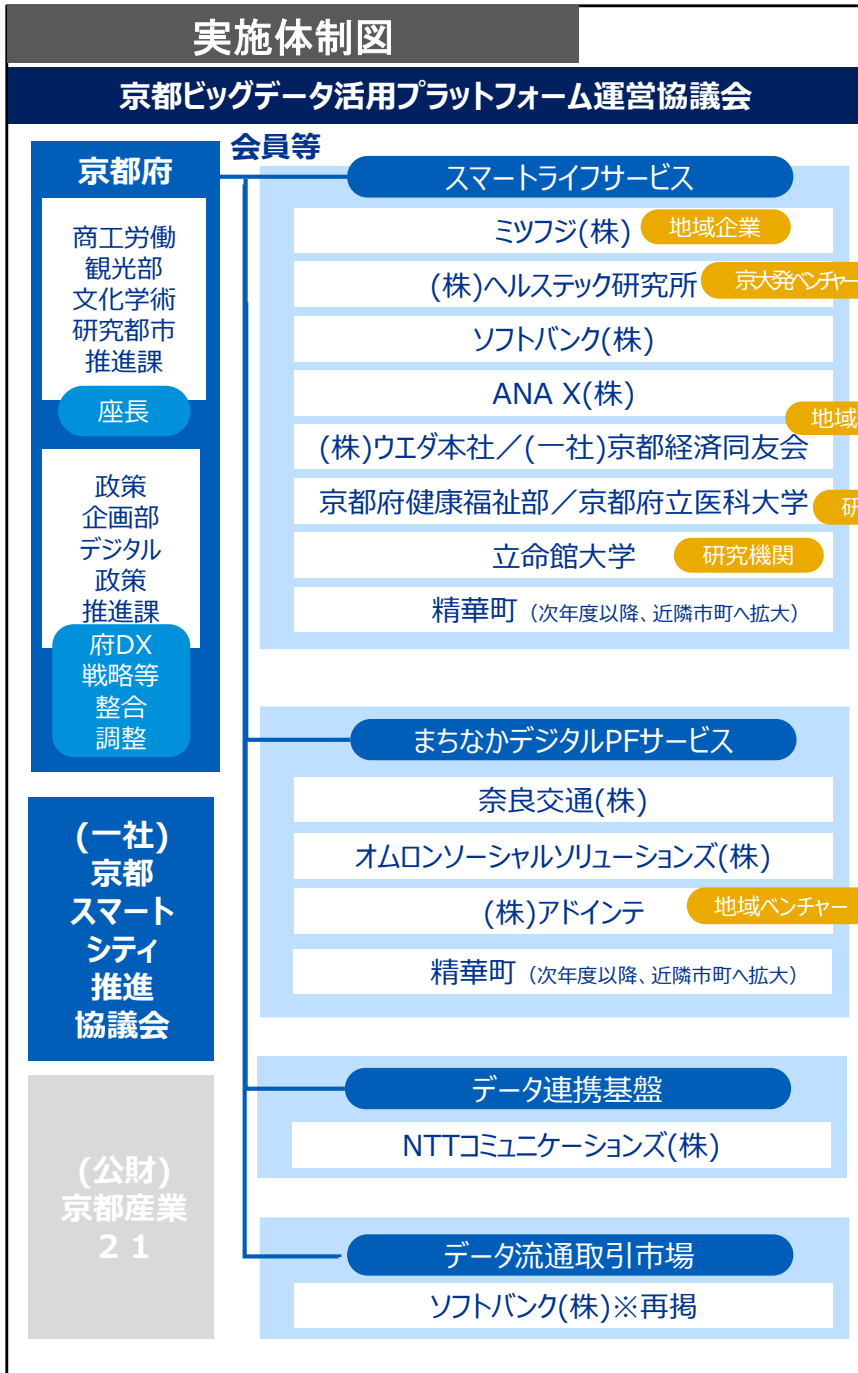 実施体制図
京都ビッグデータ活用プラットフォーム運営協議会
会員等
京都府
商工労働
観光部
文化学術
研究都市
推進課
座長
政策
企画部
デジタル
政策
推進課
府DX
戦略等
整合
調整
(一社)
京都
スマート
シティ
推進
協議会
(公財)
京都産業
２１
スマートライフサービス
ミツフジ(株) 地域企業
(株)ヘルステック研究所 京大発ベンチャー
ソフトバンク(株)
ANA X(株)
地域
(株)ウエダ本社／(一社)京都経済同友会
京都府健康福祉部／京都府立医科大学 研
立命館大学 研究機関
精華町（次年度以降、近隣市町へ拡大）
まちなかデジタルPFサービス
奈良交通(株)
オムロンソーシャルソリューションズ(株)
(株)アドインテ 地域ベンチャー
精華町（次年度以降、近隣市町へ拡大）
データ連携基盤
NTTコミュニケーションズ(株)
データ流通取引市場
ソフトバンク(株)※再掲